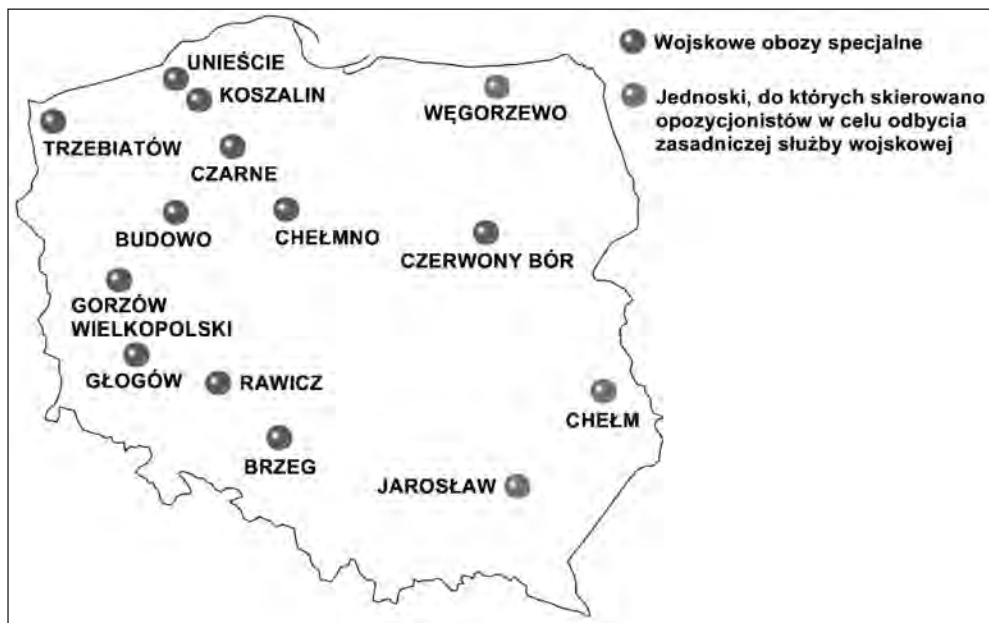 Wojskowe obozy specjalne
Jednoski, do których skierowano
opozycjonistów w celu odbycia
zasadniczej służby wojskowej
UNIEŚCIE
KOSZALIN
WĘGORZEWO
TRZEBIATÓW
CZARNE
BUDOWO
CHEŁMNO
CZERWONY BÓR
GORZÓW
WIELKOPOLSKI
GŁOGÓW
RAWICZ
CHEŁM
BRZEG
JAROSŁAW